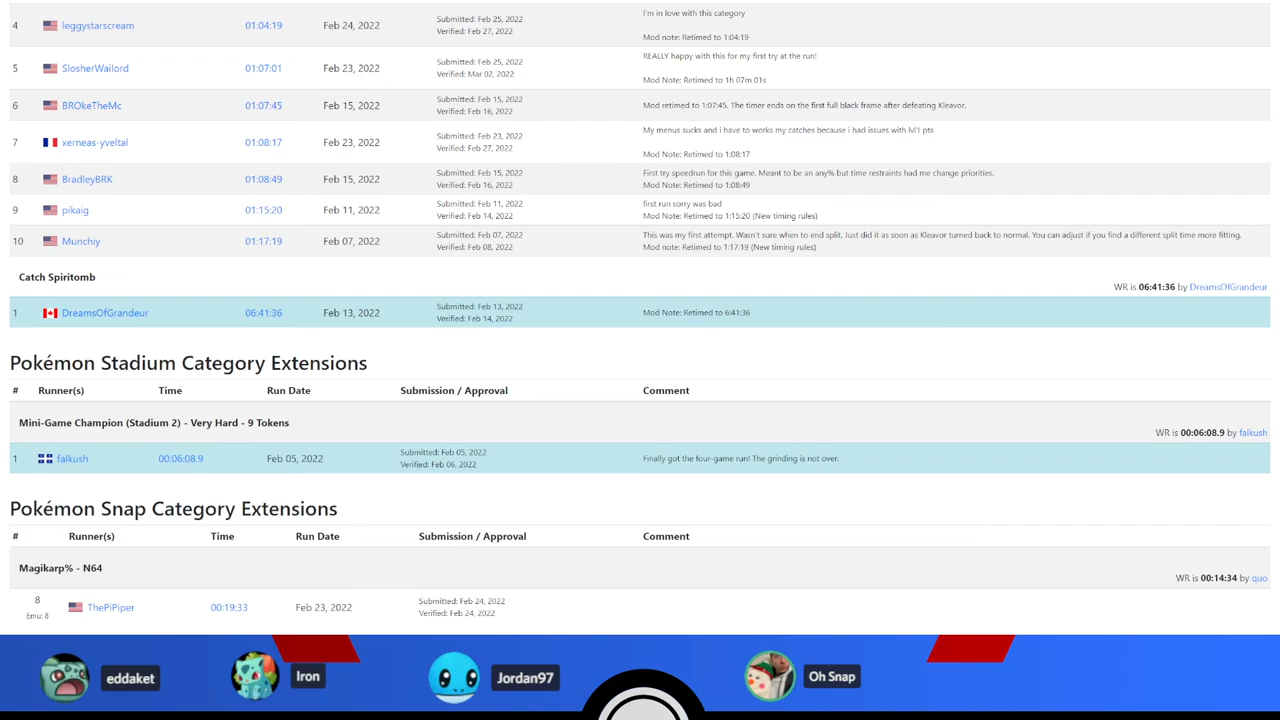 4 leggystarscream 01:04:19 Feb 24, 2022 Submitted: Feb 25, 2022 I'm in love with this category
Verified: Feb 27, 2022 Mod note: Retimed to 1:04:19
5 SlosherWailord 01:07:01 Feb 23, 2022 Submitted: Feb 25, 2022 REALLY happy with this for my first try at the run!
Verified: Mar 02, 2022 Mod Note: Retimed to 1h 07m 01s
6 BROkeTheMc 01:07:45 Feb 15, 2022 Submitted: Feb 15, 2022 Mod retimed to 1:07:45. The timer ends on the first full black frame after defeating Kleavor.
Verified: Feb 16, 2022
7 xerneas-yveltal 01:08:17 Feb 23, 2022 Submitted: Feb 23, 2022 My menus sucks and i have to works my catches because i had issues with lvl1 pts
Verified: Feb 27, 2022 Mod Note: Retimed to 1:08:17
8 BradleyBRK 01:08:49 Feb 15, 2022 Submitted: Feb 15, 2022 First try speedrun for this game. Meant to be an any% but time restraints had me change priorities.
Verified: Feb 16, 2022 Mod Note: Retimed to 1:08:49
9 pikaig 01:15:20 Feb 11, 2022 Submitted: Feb 11, 2022 first run sorry was bad
Verified: Feb 14, 2022 Mod Note: Retimed to 1:15:20 (New timing rules)
10 Munchiy 01:17:19 Feb 07, 2022 Submitted: Feb 07, 2022 This was my first attempt. Wasn't sure when to end split. Just did it as soon as Kleavor turned back to normal. You can adjust if you find a different split time more fitting.
Verified: Feb 08, 2022 Mod note: Retimed to 1:17:19 (New timing rules)
Catch Spiritomb
WR is 06:41:36 by DreamsOfGrandeur
1 DreamsOfGrandeur 06:41:36 Feb 13, 2022 Submitted: Feb 13, 2022 Mod Note: Retimed to 6:41:36
Verified: Feb 14, 2022
Pokémon Stadium Category Extensions
# Runner(s) Time Run Date Submission / Approval Comment
Mini-Game Champion (Stadium 2) - Very Hard - 9 Tokens
WR is 00:06:08.9 by falkush
1 falkush 00:06:08.9 Feb 05, 2022 Submitted: Feb 05, 2022 Finally got the four-game run! The grinding is not over.
Verified: Feb 06, 2022
Pokémon Snap Category Extensions
# Runner(s) Time Run Date Submission / Approval Comment
Magikarp% - N64
WR is 00:14:34 by quo
8 ThePiPiper 00:19:33 Feb 23, 2022 Submitted: Feb 24, 2022
Emu: 8 Verified: Feb 24, 2022
eddaket Iron Jordan97 Oh Snap